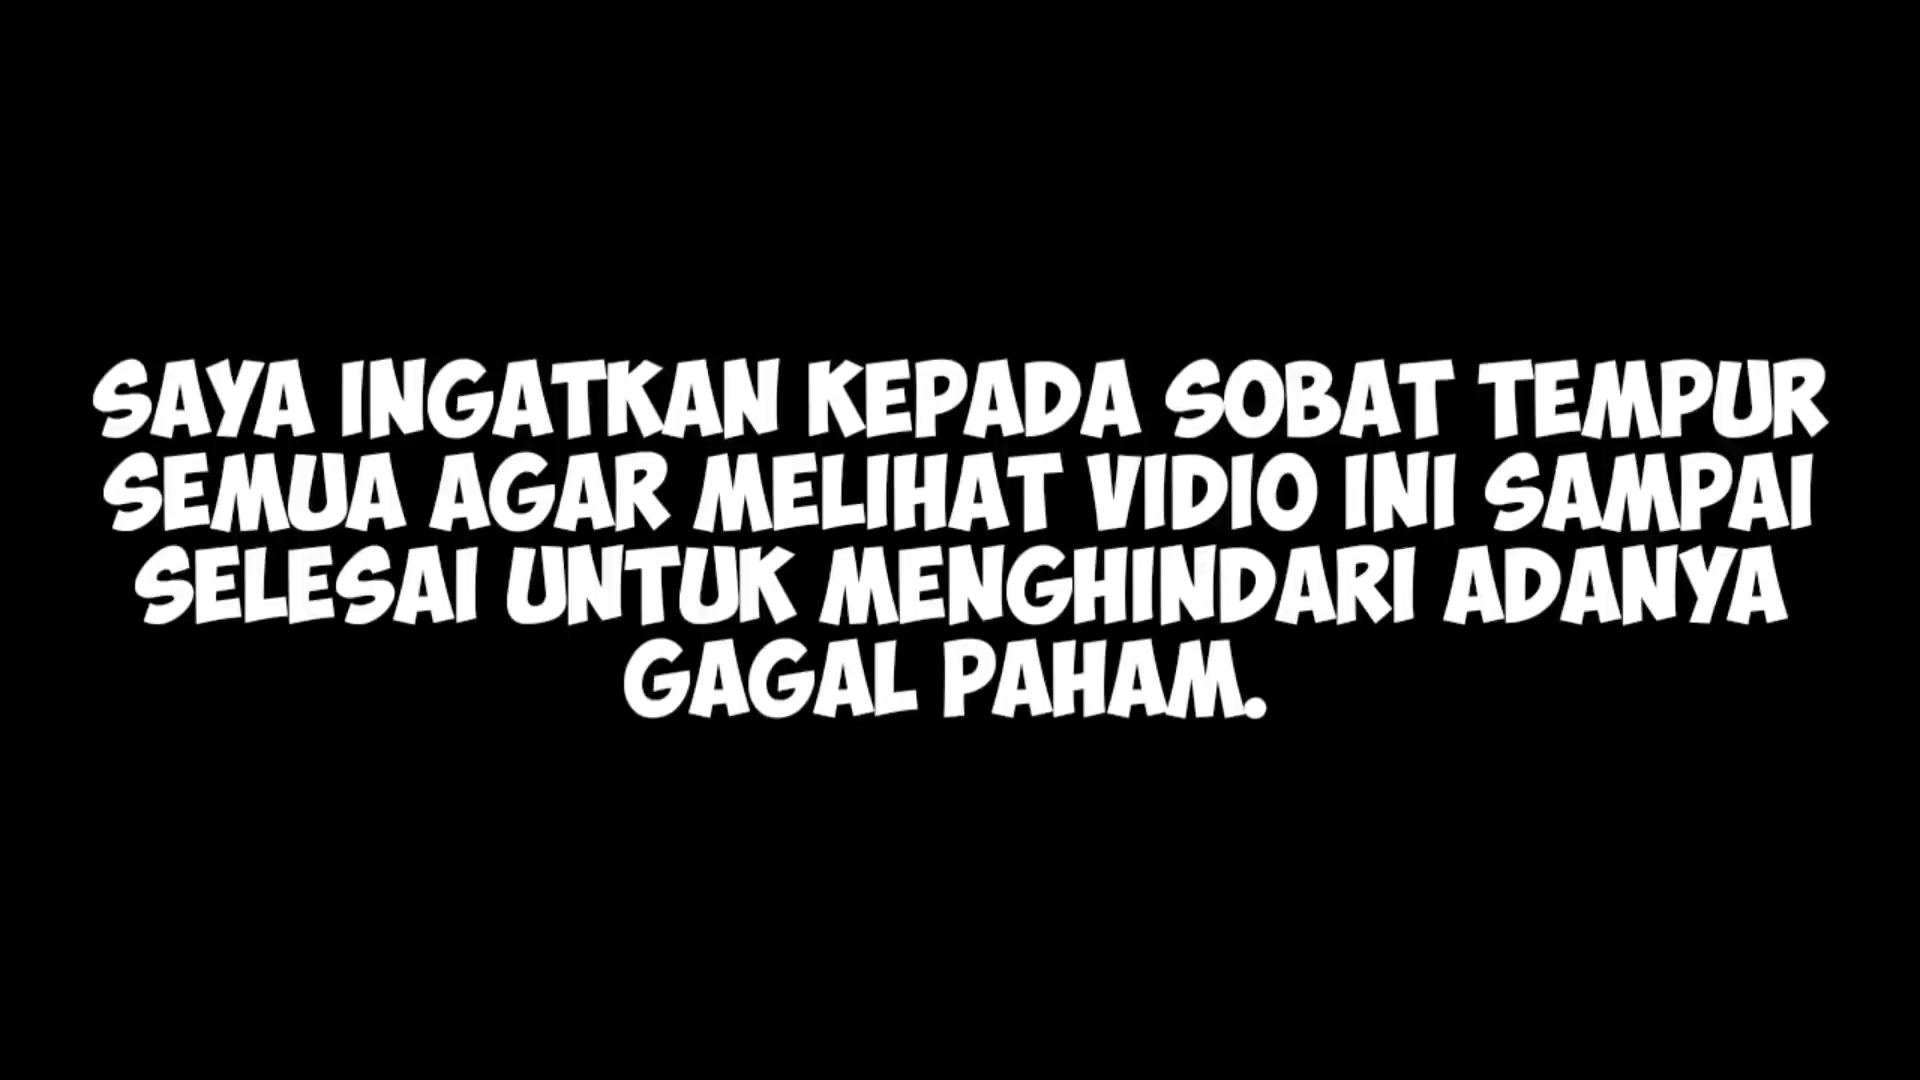 SAYA INGATKAN KEPADA SOBAT TEMPUR
SEMUA AGAR MELIHAT VIDIO INI SAMPAI
SELESAI UNTUK MENGHINDARI ADANYA
GAGAL PAHAM.